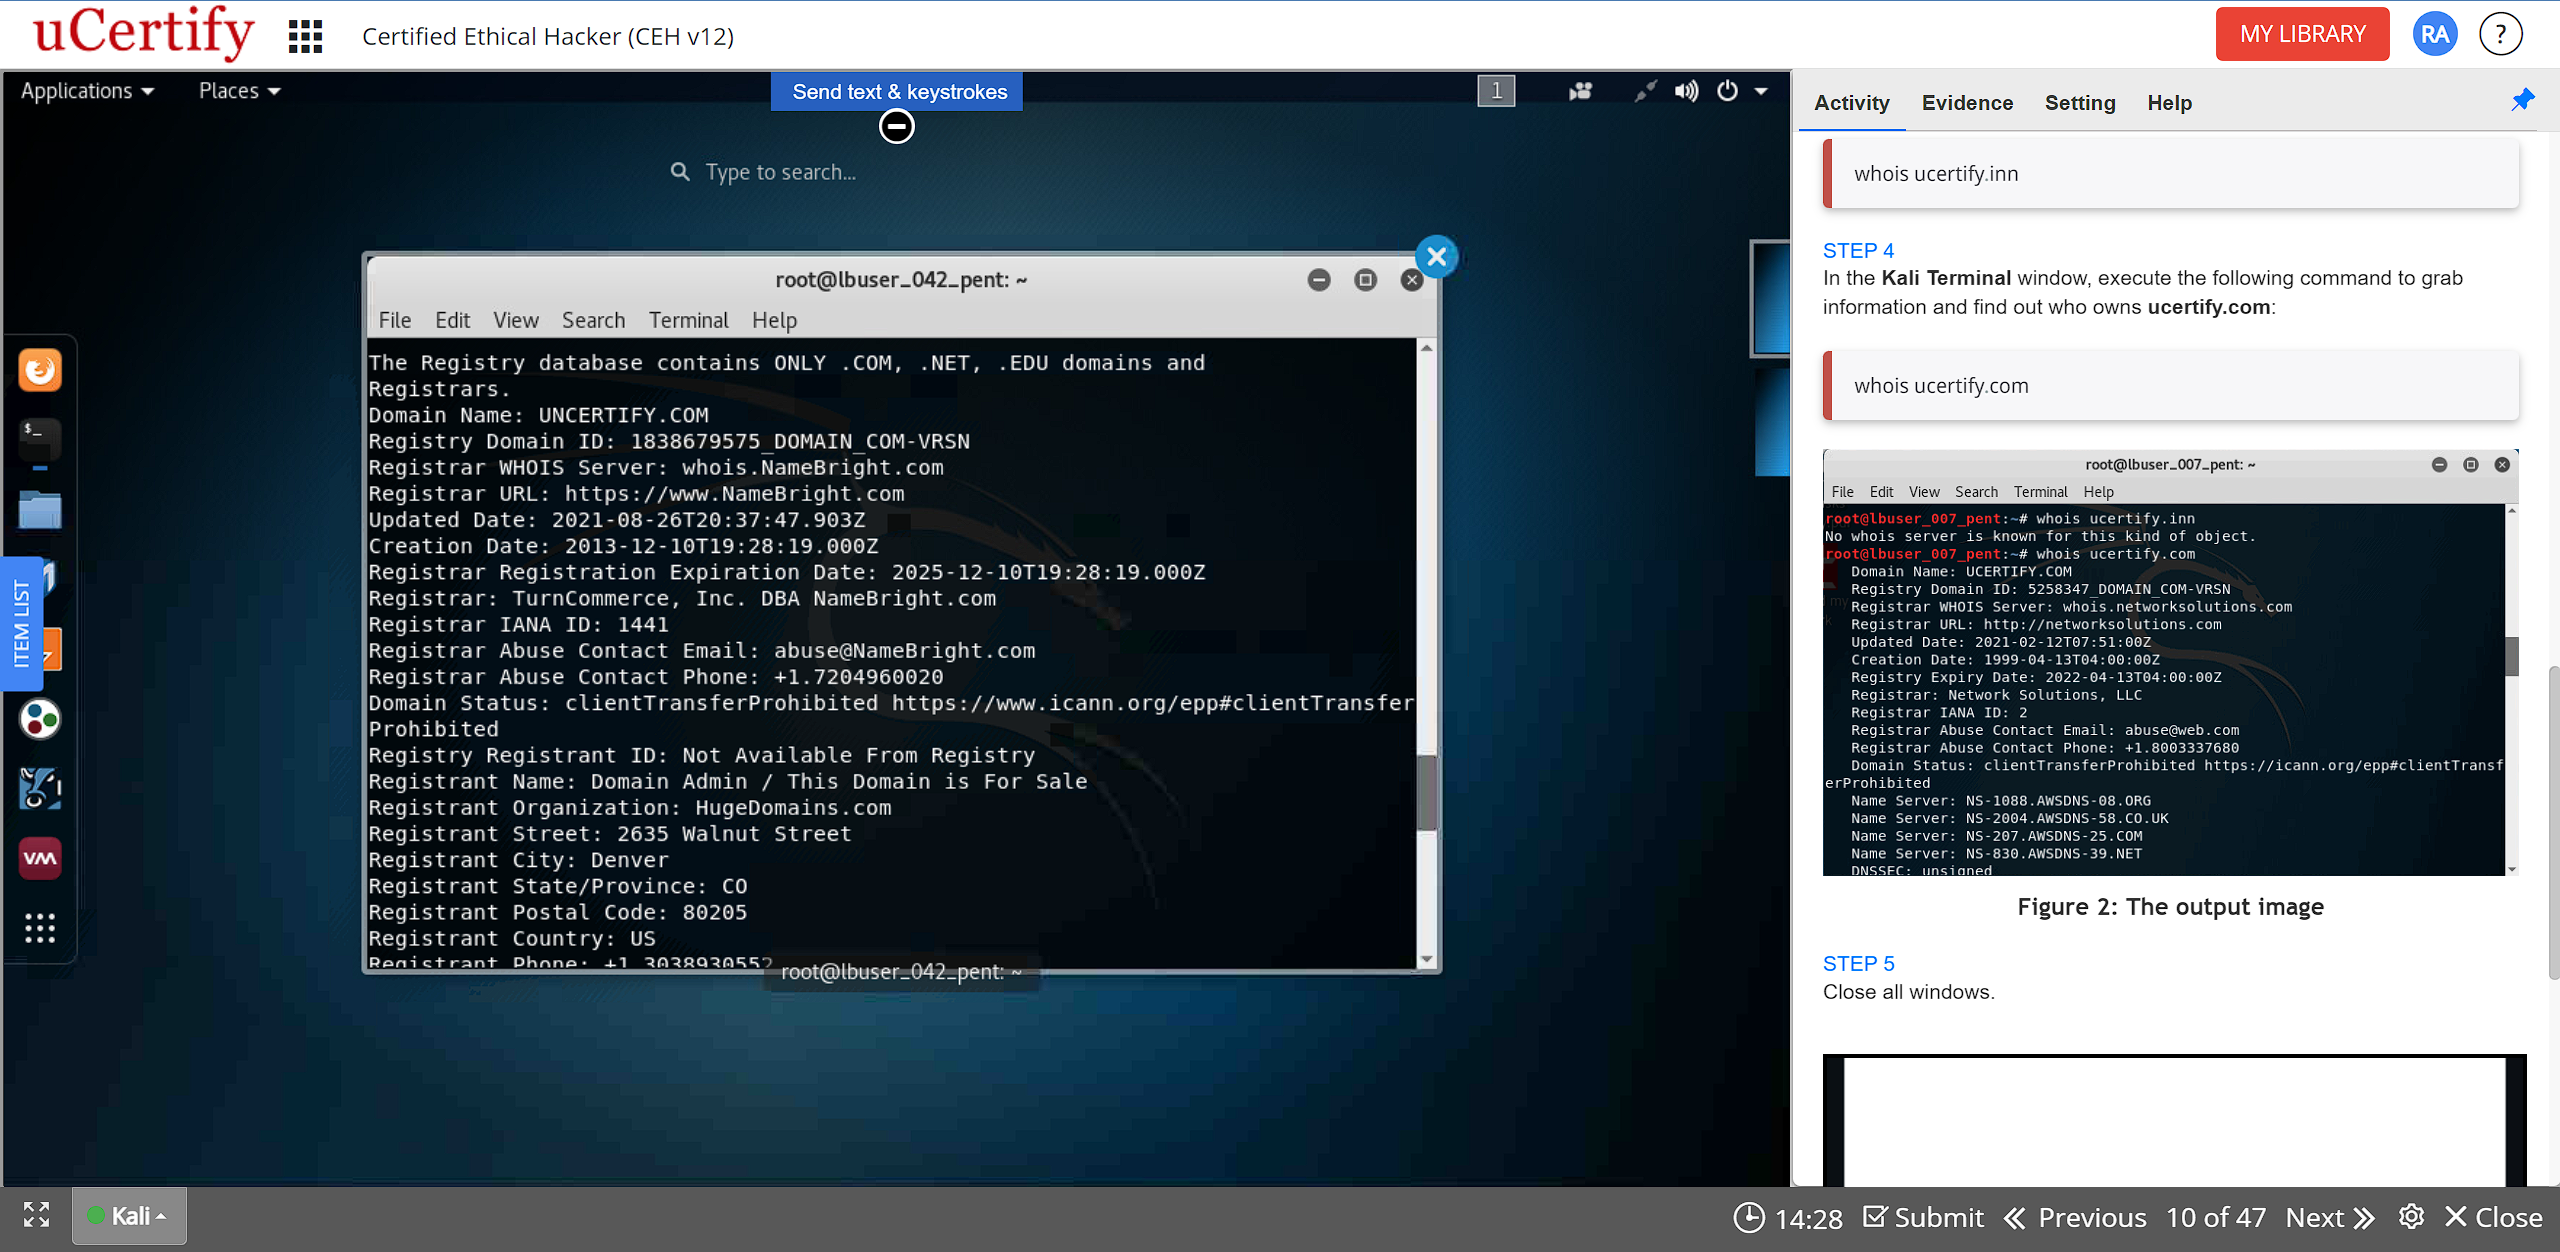 uCertify
Certified Ethical Hacker (CEH v12)
MY LIBRARY
RA
?
Applications
Places
Send text & keystrokes
1
Type to search...
root@lbuser_042_pent: ~
File Edit View Search Terminal Help
The Registry database contains ONLY .COM, .NET, .EDU domains and
Registrars.
Domain Name: UNCERTIFY.COM
Registry Domain ID: 1838679575_DOMAIN_COM-VRSN
Registrar WHOIS Server: whois.NameBright.com
Registrar URL: https://www.NameBright.com
Updated Date: 2021-08-26T20:37:47.903Z
Creation Date: 2013-12-10T19:28:19.000Z
Registrar Registration Expiration Date: 2025-12-10T19:28:19.000Z
Registrar: TurnCommerce, Inc. DBA NameBright.com
Registrar IANA ID: 1441
Registrar Abuse Contact Email: abuse@NameBright.com
Registrar Abuse Contact Phone: +1.7204960020
Domain Status: clientTransferProhibited https://www.icann.org/epp#clientTransfer
Prohibited
Registry Registrant ID: Not Available From Registry
Registrant Name: Domain Admin / This Domain is For Sale
Registrant Organization: HugeDomains.com
Registrant Street: 2635 Walnut Street
Registrant City: Denver
Registrant State/Province: CO
Registrant Postal Code: 80205
Registrant Country: US
Registrant Phone: +1.3038930552
root@lbuser_042_pent: ~
$_
ITEM LIST
vm
Activity Evidence Setting Help
whois ucertify.inn
STEP 4
In the Kali Terminal window, execute the following command to grab
information and find out who owns ucertify.com:
whois ucertify.com
root@lbuser_007_pent: ~
File Edit View Search Terminal Help
root@lbuser_007_pent:~# whois ucertify.inn
No whois server is known for this kind of object.
root@lbuser_007_pent:~# whois ucertify.com
Domain Name: UCERTIFY.COM
Registry Domain ID: 5258347_DOMAIN_COM-VRSN
Registrar WHOIS Server: whois.networksolutions.com
Registrar URL: http://networksolutions.com
Updated Date: 2021-02-12T07:51:00Z
Creation Date: 1999-04-13T04:00:00Z
Registry Expiry Date: 2022-04-13T04:00:00Z
Registrar: Network Solutions, LLC
Registrar IANA ID: 2
Registrar Abuse Contact Email: abuse@web.com
Registrar Abuse Contact Phone: +1.8003337680
Domain Status: clientTransferProhibited https://icann.org/epp#clientTransf
erProhibited
Name Server: NS-1088.AWSDNS-08.ORG
Name Server: NS-2004.AWSDNS-58.CO.UK
Name Server: NS-207.AWSDNS-25.COM
Name Server: NS-830.AWSDNS-39.NET
DNSSEC: unsigned
Figure 2: The output image
STEP 5
Close all windows.
Kali
14:28
Submit
Previous
10 of 47
Next
Close